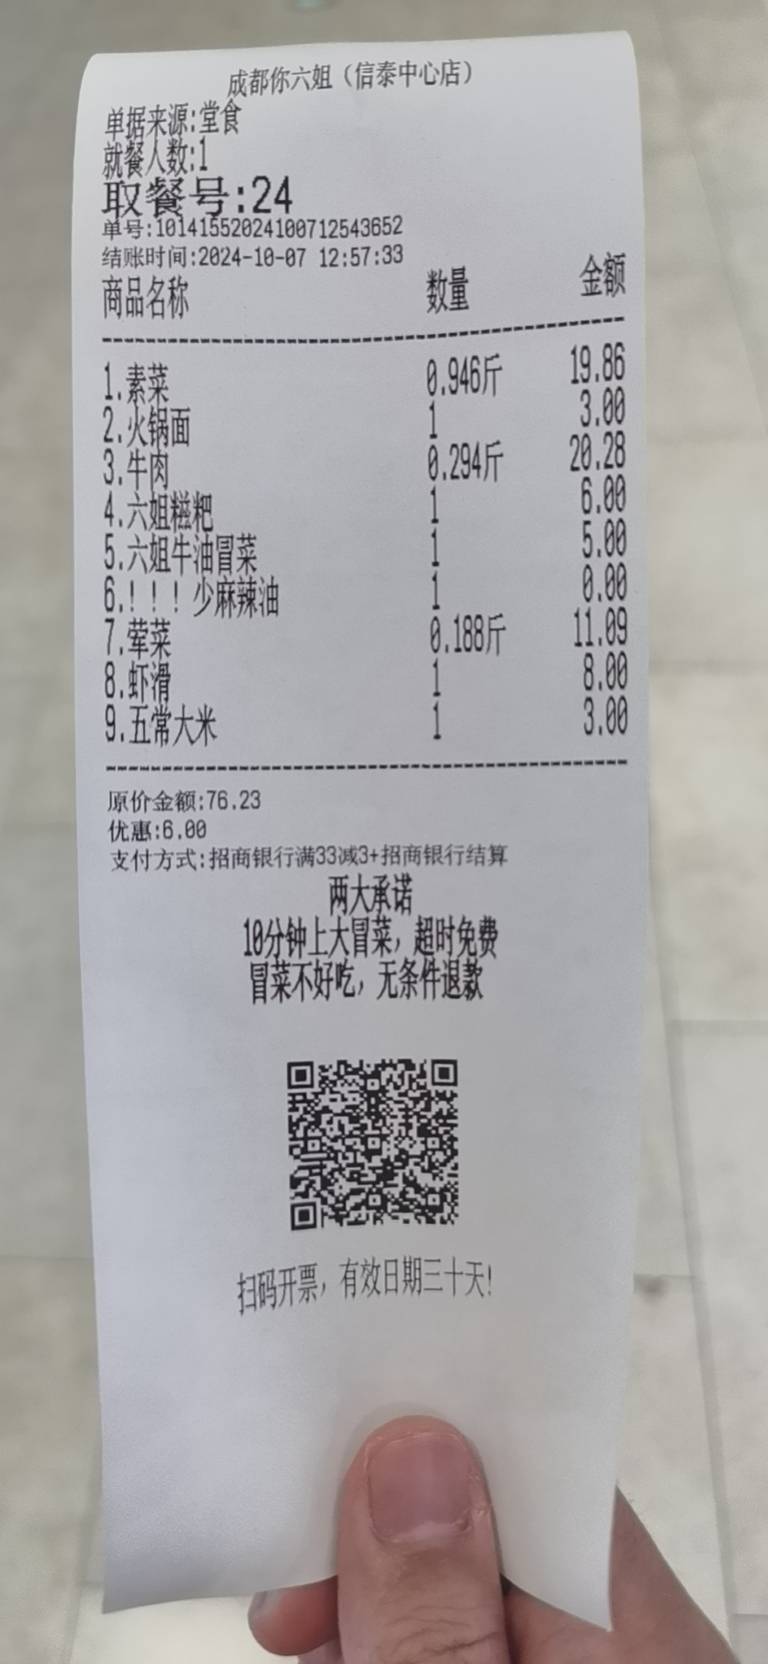 成都你六姐（信泰中心店）
单据来源:堂食
就餐人数:1
取餐号:24
单号:10141552024100712543652
结账时间:2024-10-07 12:57:33
商品名称 数量 金额
1.素菜 0.946斤 19.86
2.火锅面 1 3.00
3.牛肉 0.294斤 20.28
4.六姐糍粑 1 6.00
5.六姐牛油冒菜 1 5.00
6.！！！少麻辣油 1 0.00
7.荤菜 0.188斤 11.09
8.虾滑 1 8.00
9.五常大米 1 3.00
原价金额:76.23
优惠:6.00
支付方式:招商银行满33减3+招商银行结算
两大承诺
10分钟上大冒菜，超时免费
冒菜不好吃，无条件退款
扫码开票，有效日期三十天!